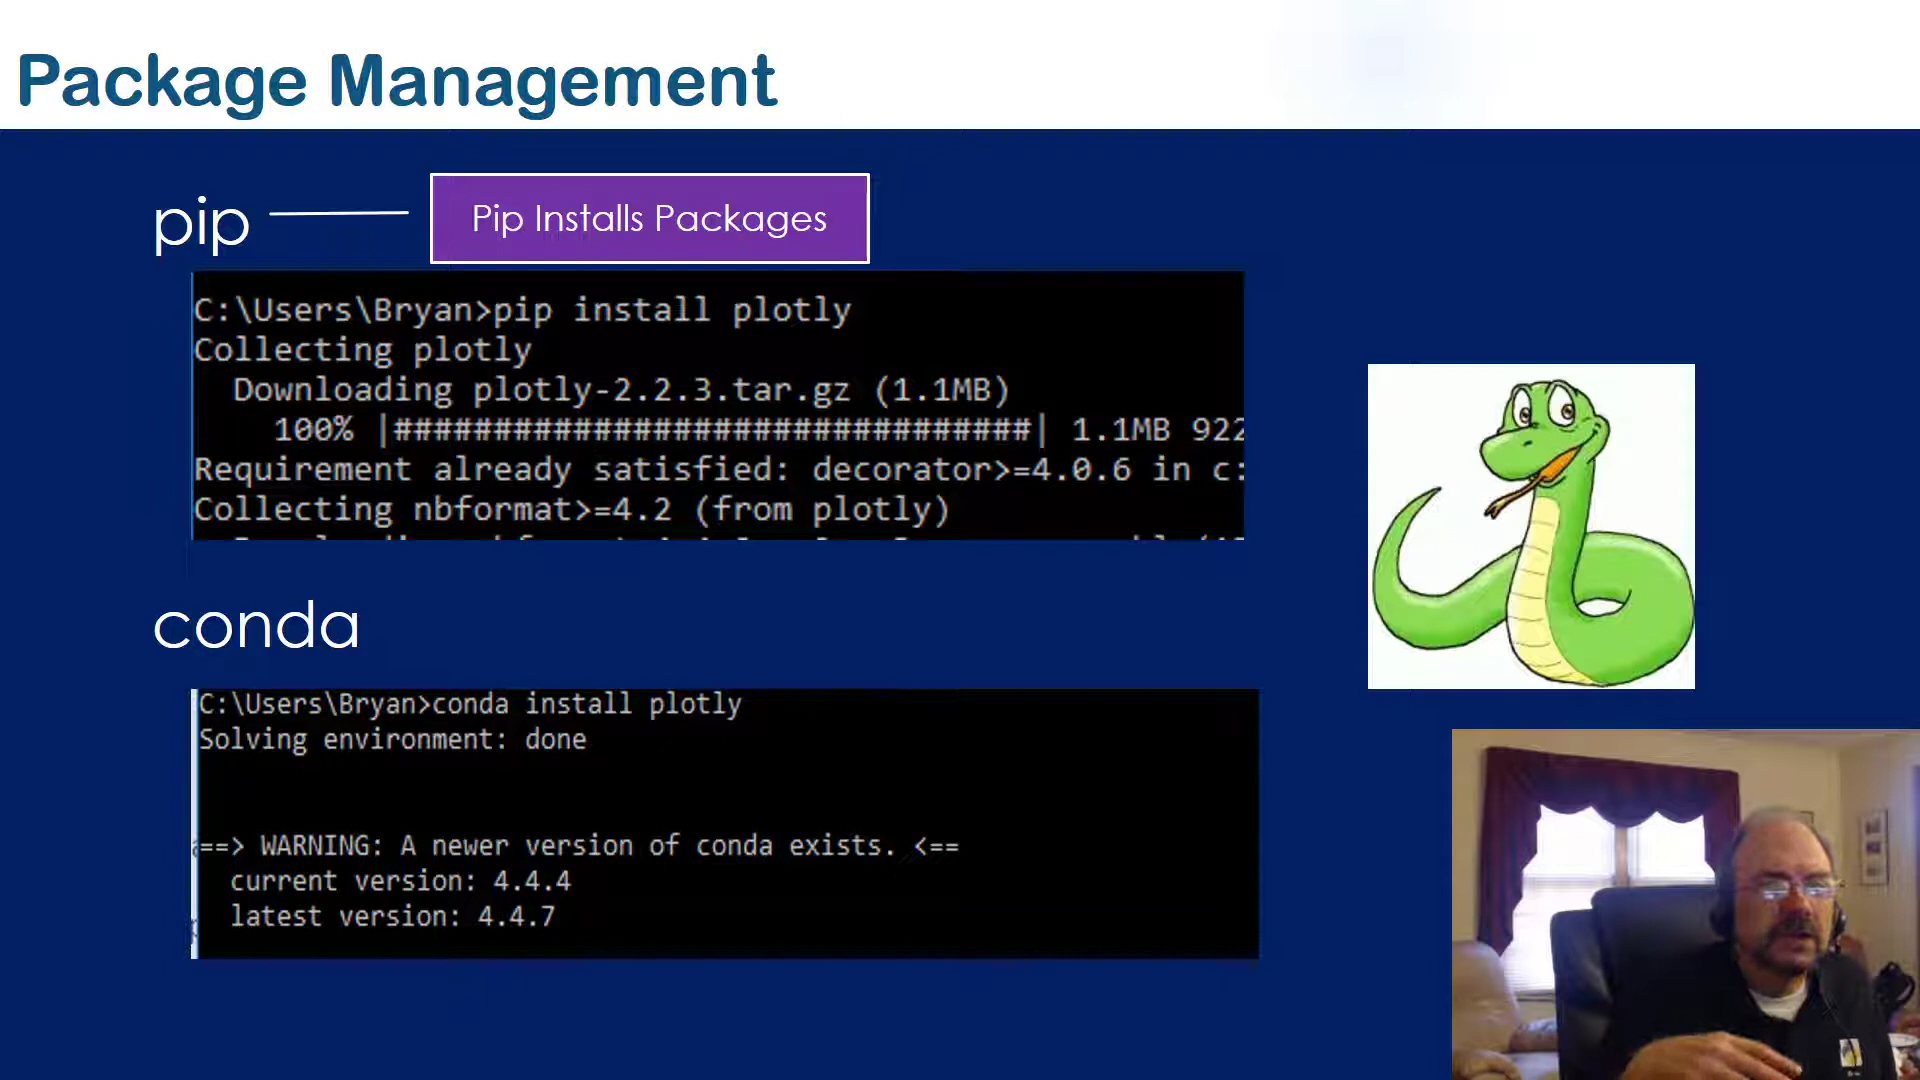 Package Management
pip
Pip Installs Packages
C:\Users\Bryan>pip install plotly
Collecting plotly
  Downloading plotly-2.2.3.tar.gz (1.1MB)
    100% |################################| 1.1MB 922
Requirement already satisfied: decorator>=4.0.6 in c:
Collecting nbformat>=4.2 (from plotly)
conda
C:\Users\Bryan>conda install plotly
Solving environment: done
==> WARNING: A newer version of conda exists. <==
  current version: 4.4.4
  latest version: 4.4.7